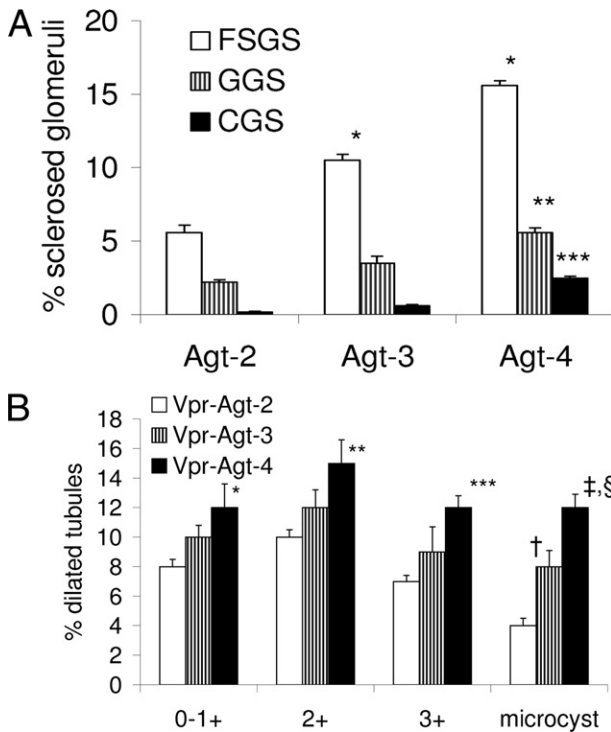 A
20
15
10
5
0
% sclerosed glomeruli
FSGS
GGS
CGS
*
*
**
***
Agt-2 Agt-3 Agt-4
B
18
16
14
12
10
8
6
4
2
0
% dilated tubules
Vpr-Agt-2
Vpr-Agt-3
Vpr-Agt-4
*
**
***
†
‡,§
0-1+ 2+ 3+ microcyst